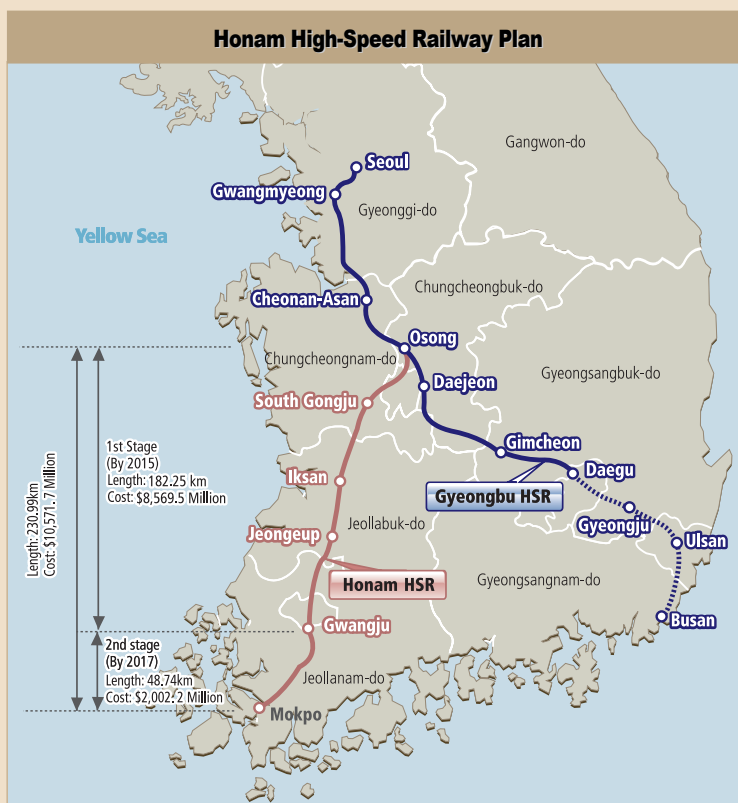 Honam High-Speed Railway Plan
Gangwon-do
Seoul
Gwangmyeong
Gyeonggi-do
Yellow Sea
Chungcheongbuk-do
Cheonan-Asan
Osong
Chungcheongnam-do
Daejeon
Gyeongsangbuk-do
South Gongju
Gimcheon
1st Stage
(By 2015)
Length: 182.25 km
Cost: $8,569.5 Million
Length: 230.99km
Cost: $10,571.7 Million
Iksan
Daegu
Gyeongbu HSR
Jeollabuk-do
Gyeongju
Jeongeup
Ulsan
Honam HSR
Gyeongsangnam-do
Gwangju
Busan
2nd stage
(By 2017)
Length: 48.74km
Cost: $2,002.2 Million
Jeollanam-do
Mokpo